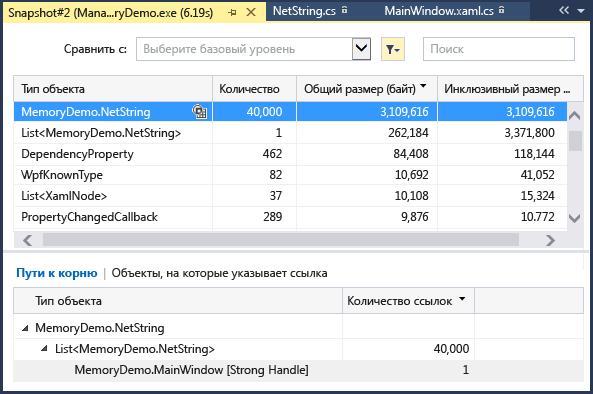 Snapshot#2 (Mana...ryDemo.exe (6.19s) NetString.cs MainWindow.xaml.cs
Сравнить с: Выберите базовый уровень Поиск
Тип объекта Количество Общий размер (байт) Инклюзивный размер ...
MemoryDemo.NetString 40,000 3,109,616 3,109,616
List<MemoryDemo.NetString> 1 262,184 3,371,800
DependencyProperty 462 84,408 118,144
WpfKnownType 82 10,692 41,052
List<XamlNode> 37 10,108 15,324
PropertyChangedCallback 289 9,876 10.772
Пути к корню | Объекты, на которые указывает ссылка
Тип объекта Количество ссылок
MemoryDemo.NetString
List<MemoryDemo.NetString> 40,000
MemoryDemo.MainWindow [Strong Handle] 1